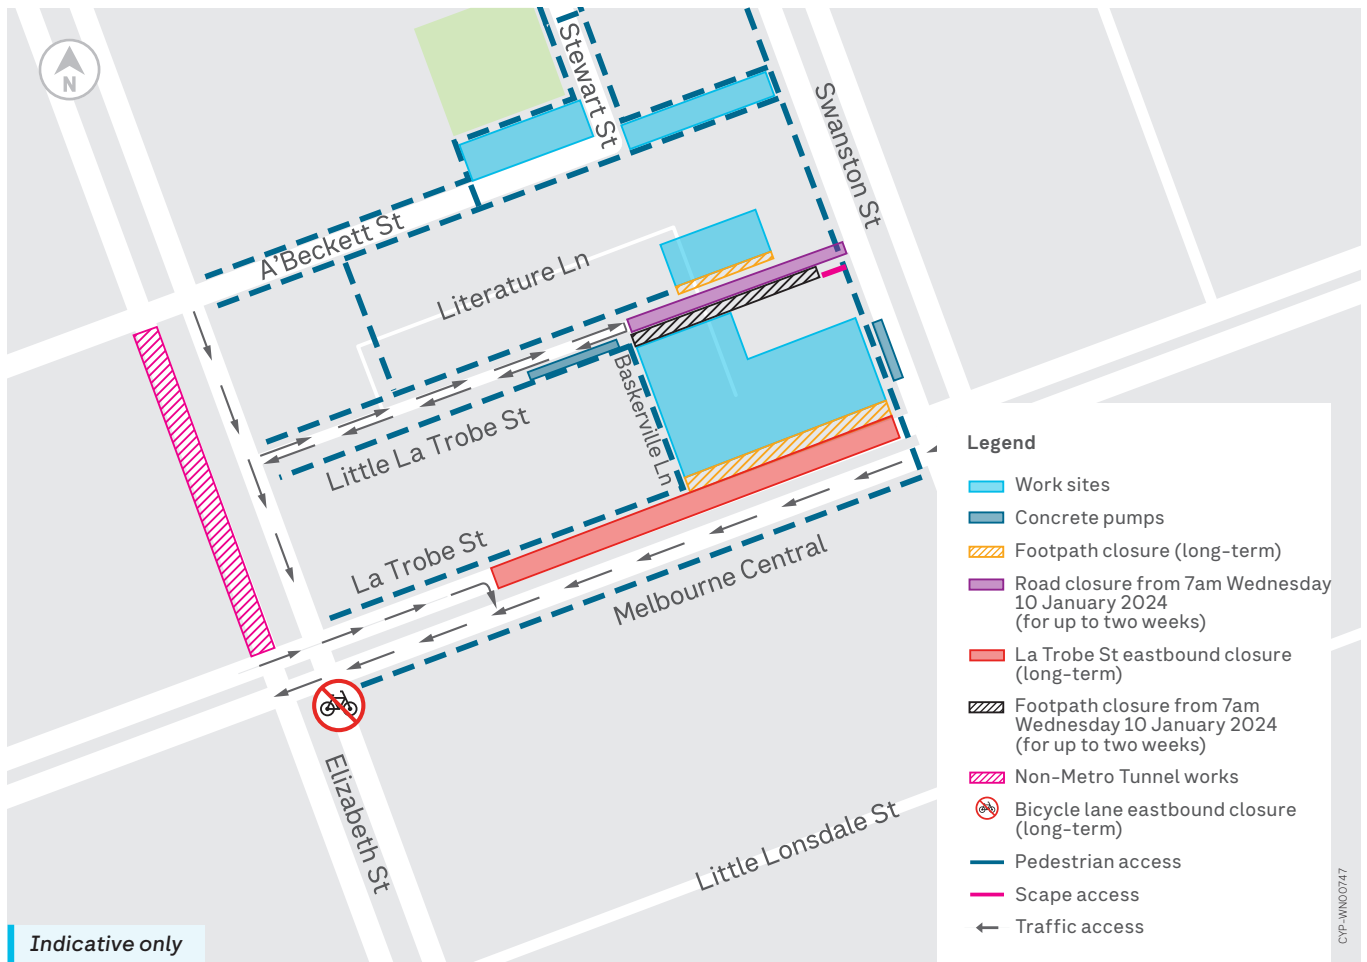 N
Stewart St
Swanston St
A'Beckett St
Literature Ln
Baskerville Ln
Little La Trobe St
La Trobe St
Melbourne Central
Elizabeth St
Little Lonsdale St
Indicative only
Legend
Work sites
Concrete pumps
Footpath closure (long-term)
Road closure from 7am Wednesday
10 January 2024
(for up to two weeks)
La Trobe St eastbound closure
(long-term)
Footpath closure from 7am
Wednesday 10 January 2024
(for up to two weeks)
Non-Metro Tunnel works
Bicycle lane eastbound closure
(long-term)
Pedestrian access
Scape access
Traffic access
CYP-WN00747